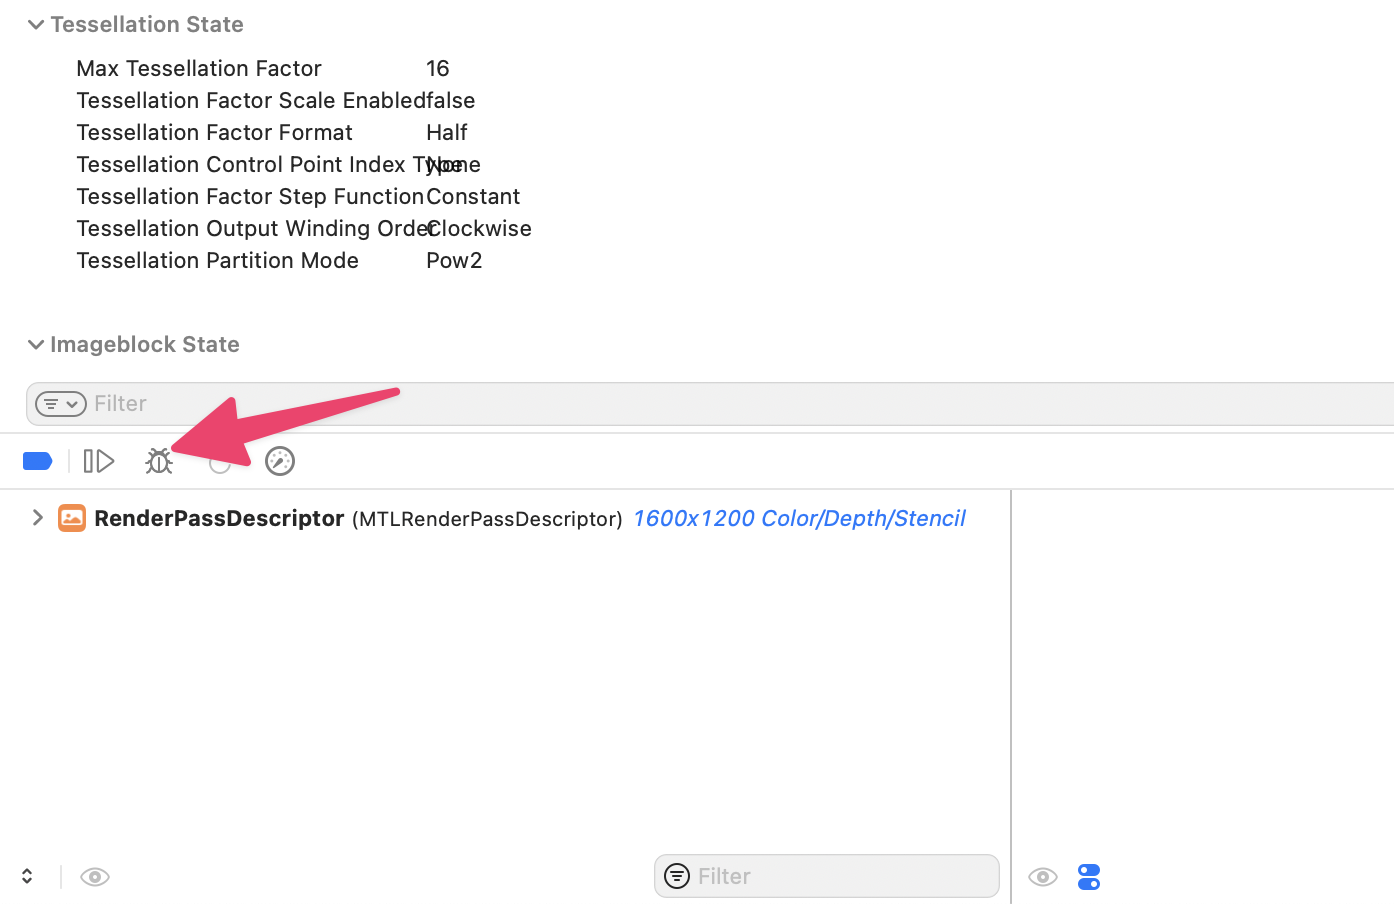 Tessellation State
Max Tessellation Factor 16
Tessellation Factor Scale Enabled false
Tessellation Factor Format Half
Tessellation Control Point Index Type None
Tessellation Factor Step Function Constant
Tessellation Output Winding Order Clockwise
Tessellation Partition Mode Pow2
Imageblock State
Filter
RenderPassDescriptor (MTLRenderPassDescriptor) 1600x1200 Color/Depth/Stencil
Filter